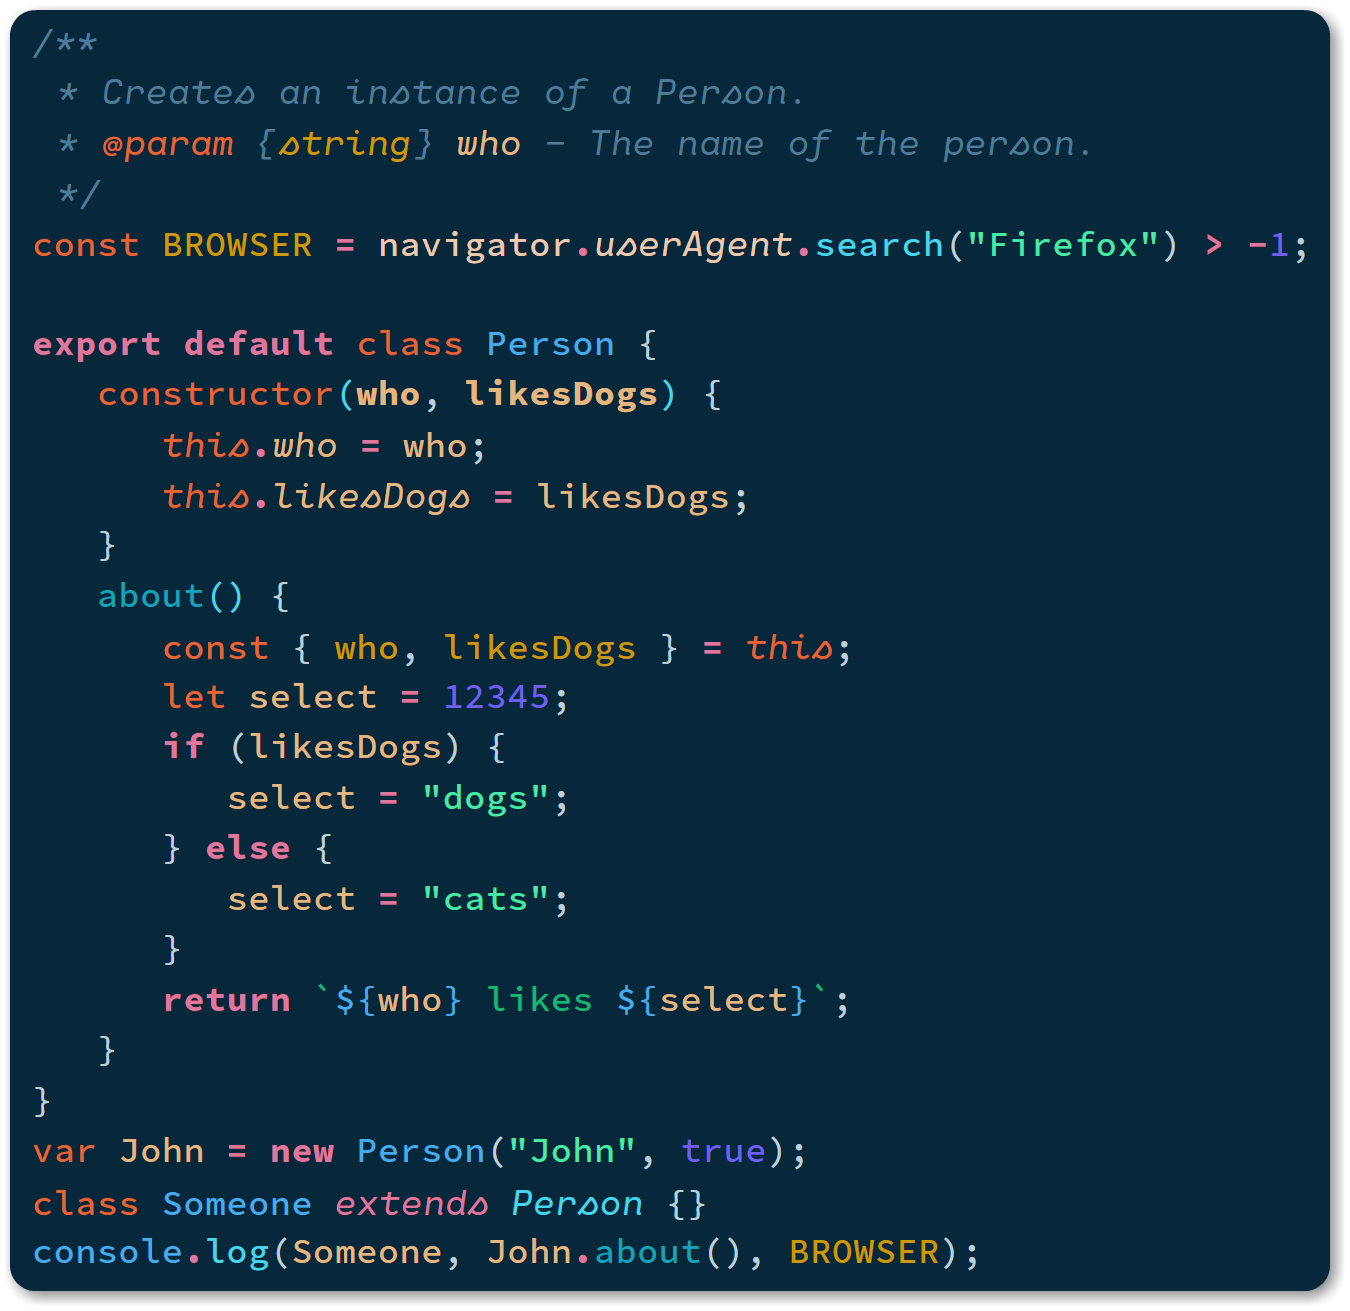 /**
 * Creates an instance of a Person.
 * @param {string} who - The name of the person.
 */
const BROWSER = navigator.userAgent.search("Firefox") > -1;

export default class Person {
   constructor(who, likesDogs) {
      this.who = who;
      this.likesDogs = likesDogs;
   }
   about() {
      const { who, likesDogs } = this;
      let select = 12345;
      if (likesDogs) {
         select = "dogs";
      } else {
         select = "cats";
      }
      return `${who} likes ${select}`;
   }
}
var John = new Person("John", true);
class Someone extends Person {}
console.log(Someone, John.about(), BROWSER);